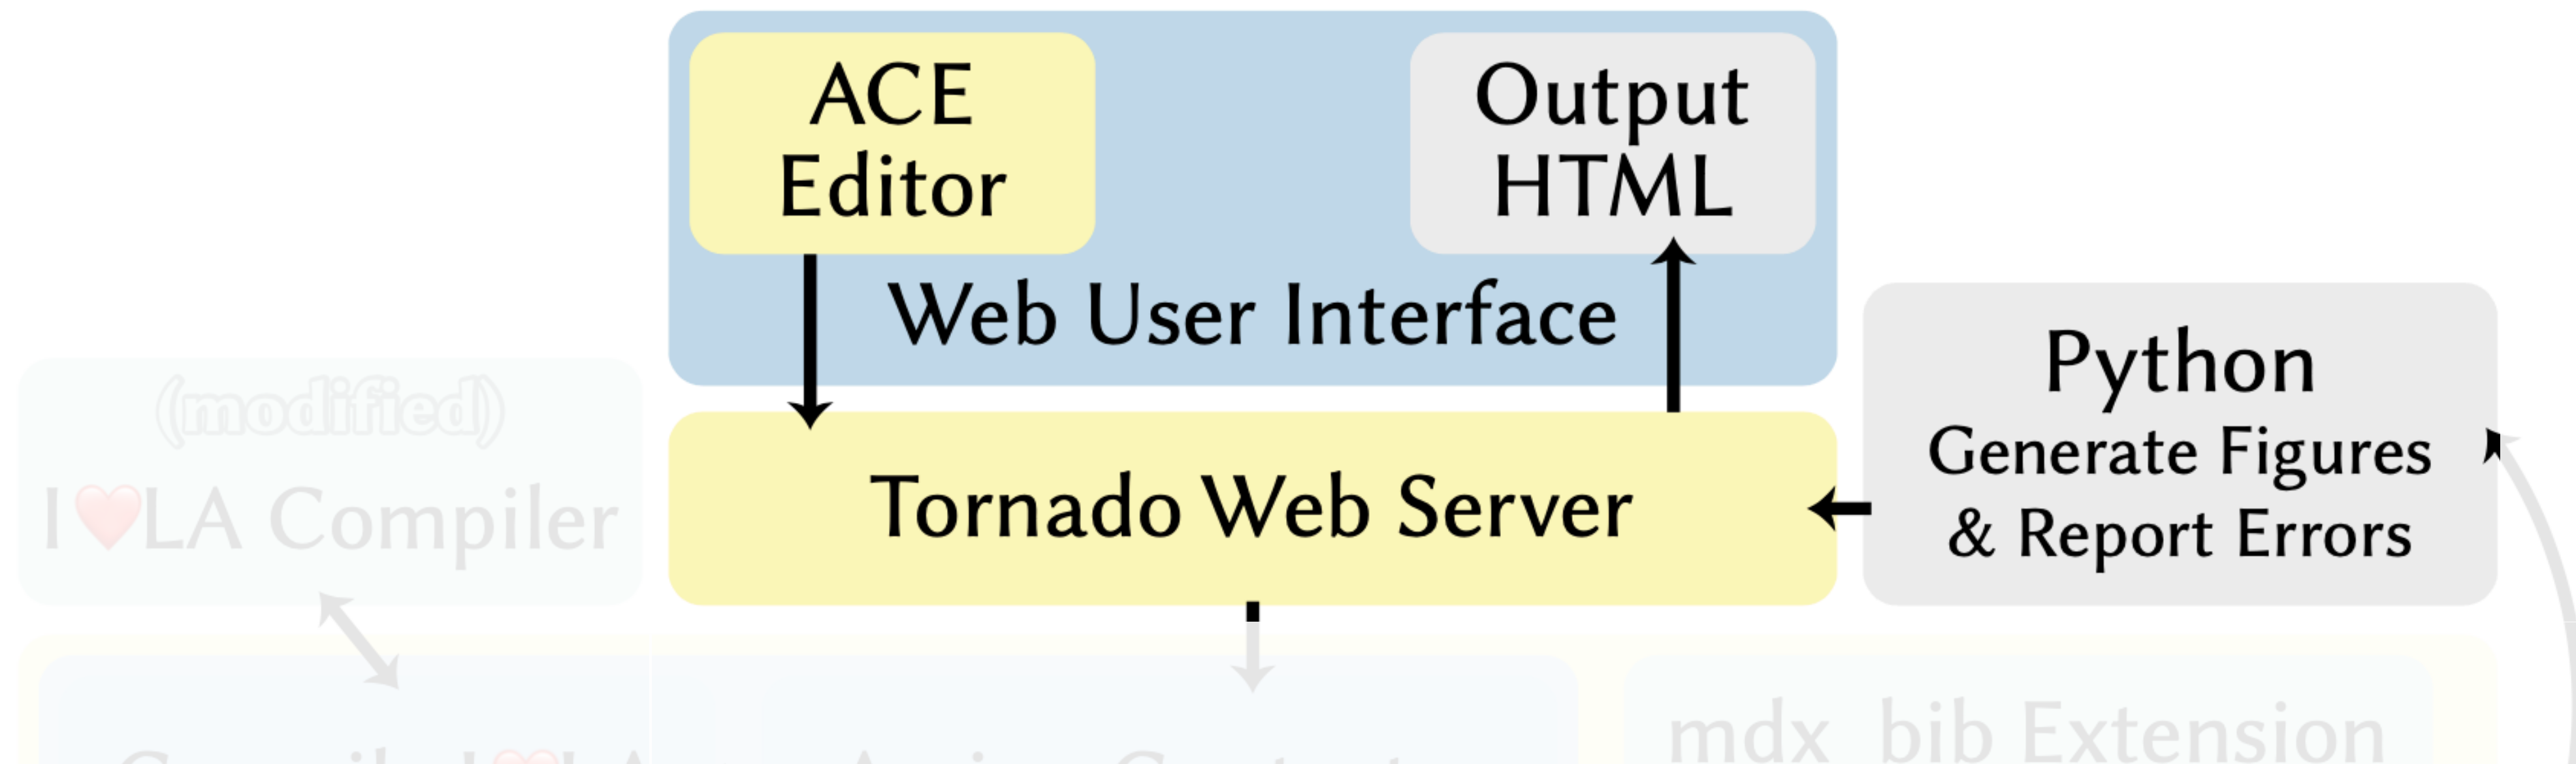 ACE
Editor
Output
HTML
Web User Interface
(modified)
I❤️LA Compiler
Tornado Web Server
Python
Generate Figures
& Report Errors
mdx_bib Extension